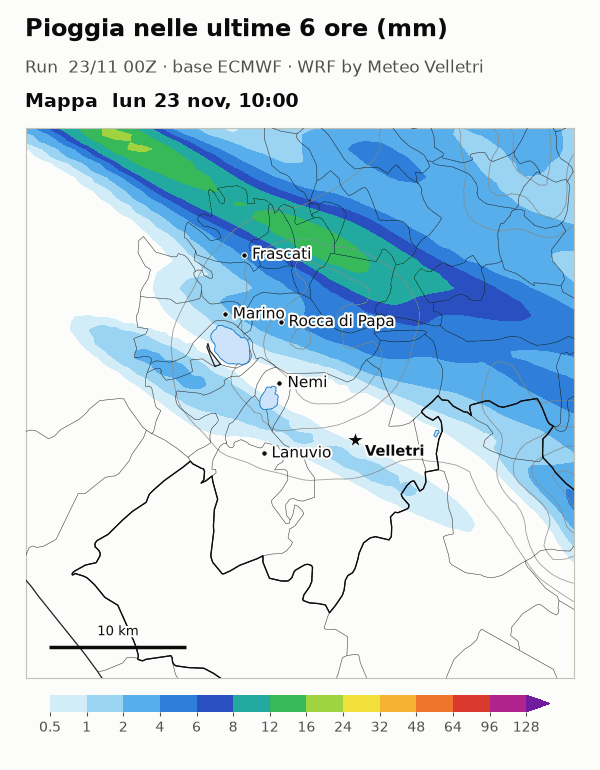 Pioggia nelle ultime 6 ore (mm)
Run  23/11 00Z · base ECMWF · WRF by Meteo Velletri
Mappa  lun 23 nov, 10:00
Frascati
Marino
Rocca di Papa
Nemi
Velletri
Lanuvio
10 km
0.5 1 2 4 6 8 12 16 24 32 48 64 96 128